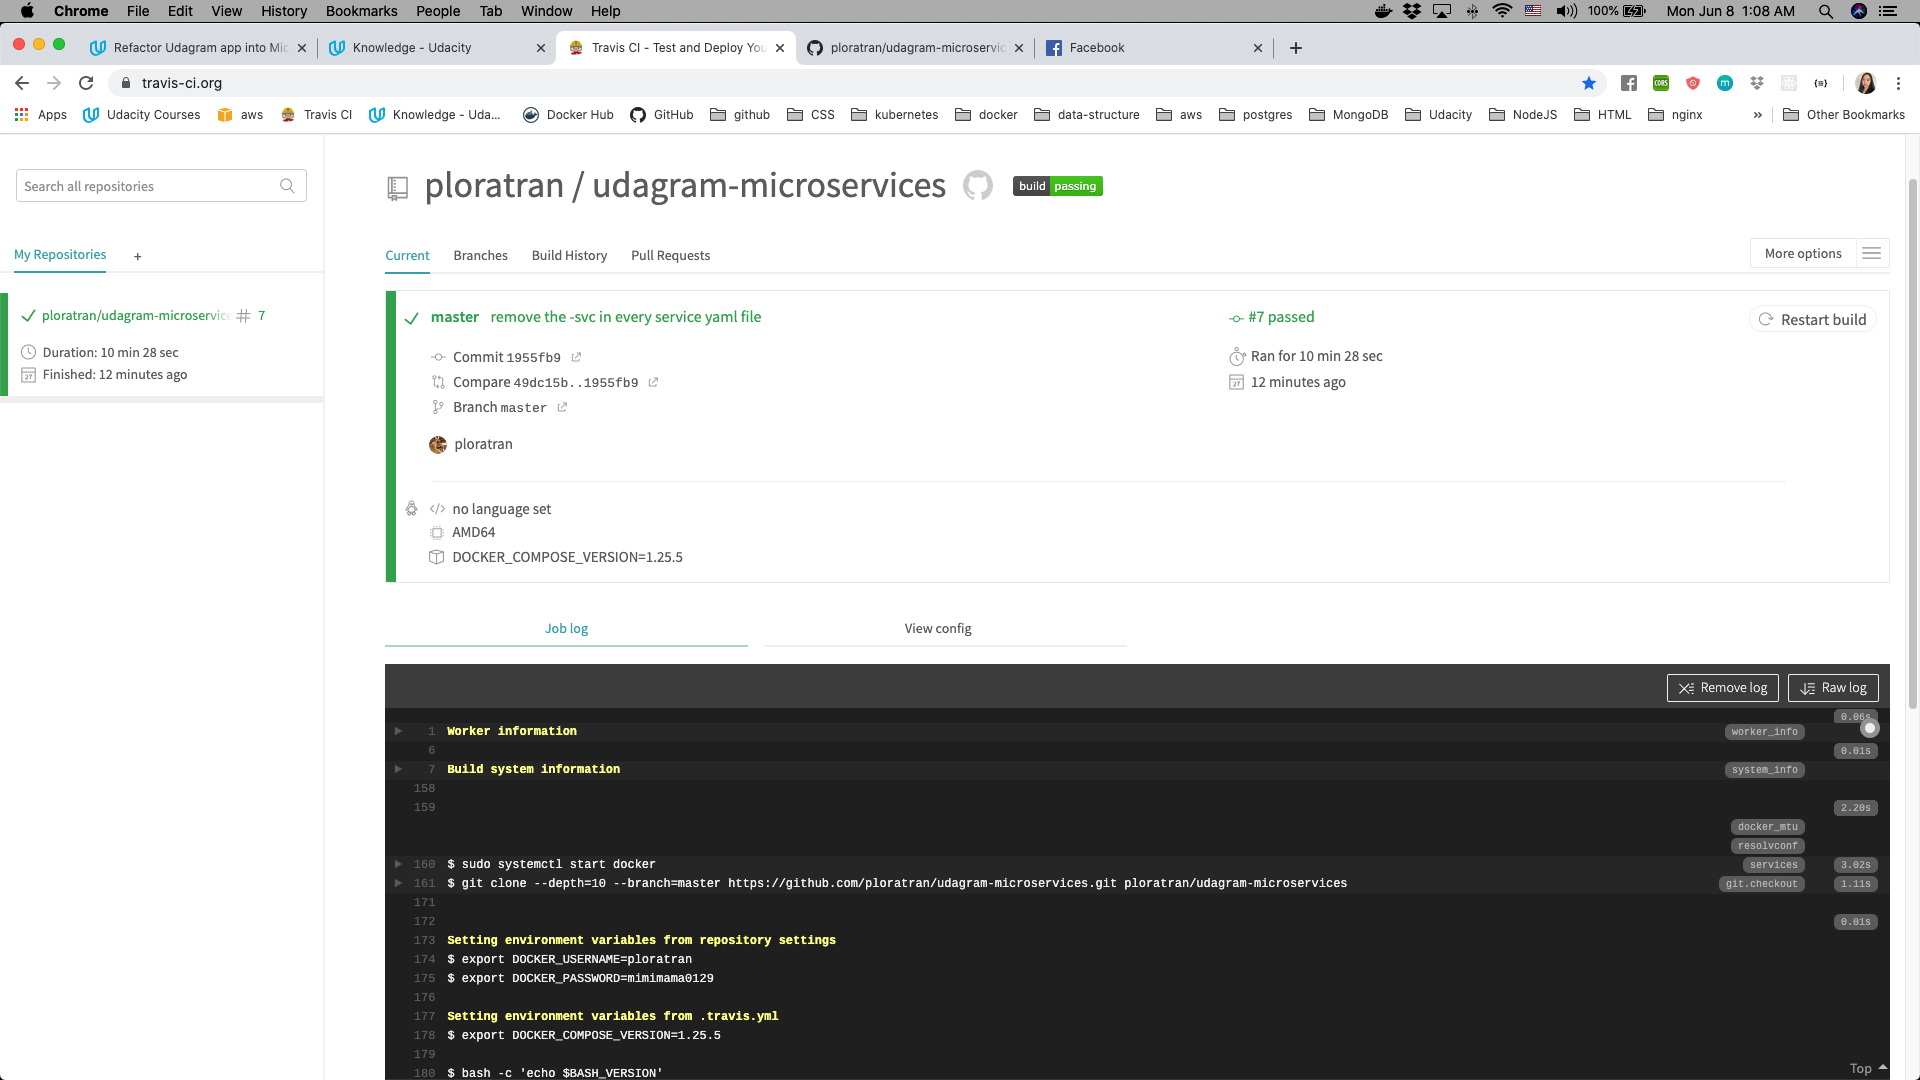 Chrome File Edit View History Bookmarks People Tab Window Help 100% Mon Jun 8 1:08 AM
Refactor Udagram app into Mic
Knowledge - Udacity
Travis CI - Test and Deploy You
ploratran/udagram-microservic
Facebook
travis-ci.org
Apps Udacity Courses aws Travis CI Knowledge - Uda... Docker Hub GitHub github CSS kubernetes docker data-structure aws postgres MongoDB Udacity NodeJS HTML nginx » Other Bookmarks
Search all repositories
My Repositories +
ploratran/udagram-microservice # 7
Duration: 10 min 28 sec
Finished: 12 minutes ago
ploratran / udagram-microservices build passing
Current Branches Build History Pull Requests More options
master remove the -svc in every service yaml file
#7 passed
Restart build
Commit 1955fb9
Ran for 10 min 28 sec
Compare 49dc15b..1955fb9
12 minutes ago
Branch master
ploratran
no language set
AMD64
DOCKER_COMPOSE_VERSION=1.25.5
Job log View config
Remove log Raw log
0.06s
1 Worker information worker_info
6 0.01s
7 Build system information system_info
158
159 2.20s
docker_mtu
resolvconf
160 $ sudo systemctl start docker services 3.02s
161 $ git clone --depth=10 --branch=master https://github.com/ploratran/udagram-microservices.git ploratran/udagram-microservices git.checkout 1.11s
171
172 0.01s
173 Setting environment variables from repository settings
174 $ export DOCKER_USERNAME=ploratran
175 $ export DOCKER_PASSWORD=mimimama0129
176
177 Setting environment variables from .travis.yml
178 $ export DOCKER_COMPOSE_VERSION=1.25.5
179
180 $ bash -c 'echo $BASH_VERSION'
Top